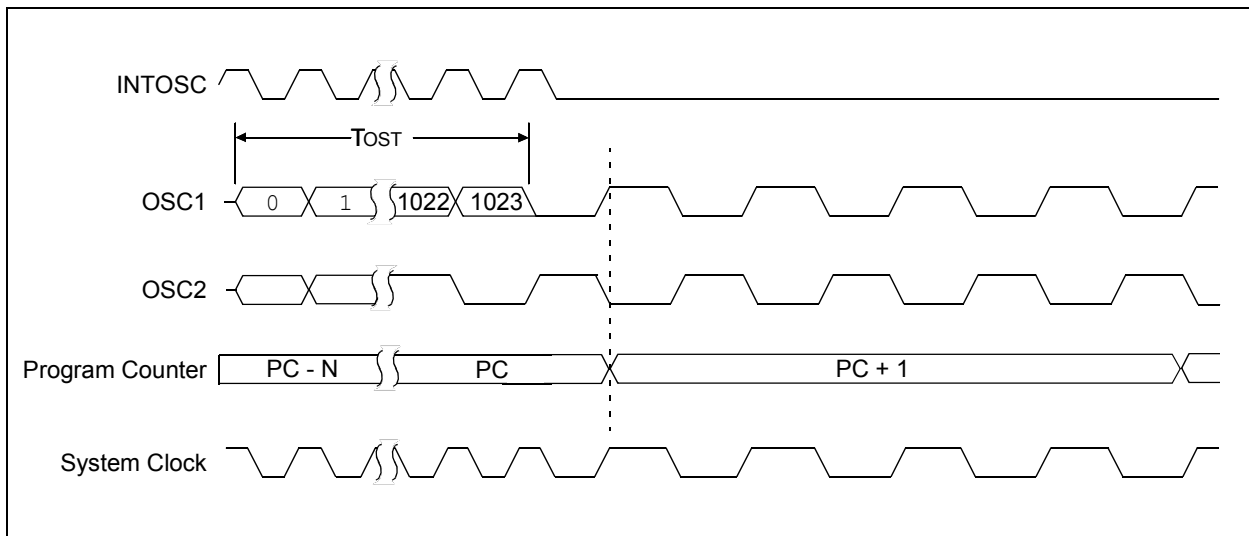 INTOSC
TOST
OSC1 0 1 1022 1023
OSC2
Program Counter PC - N PC PC + 1
System Clock